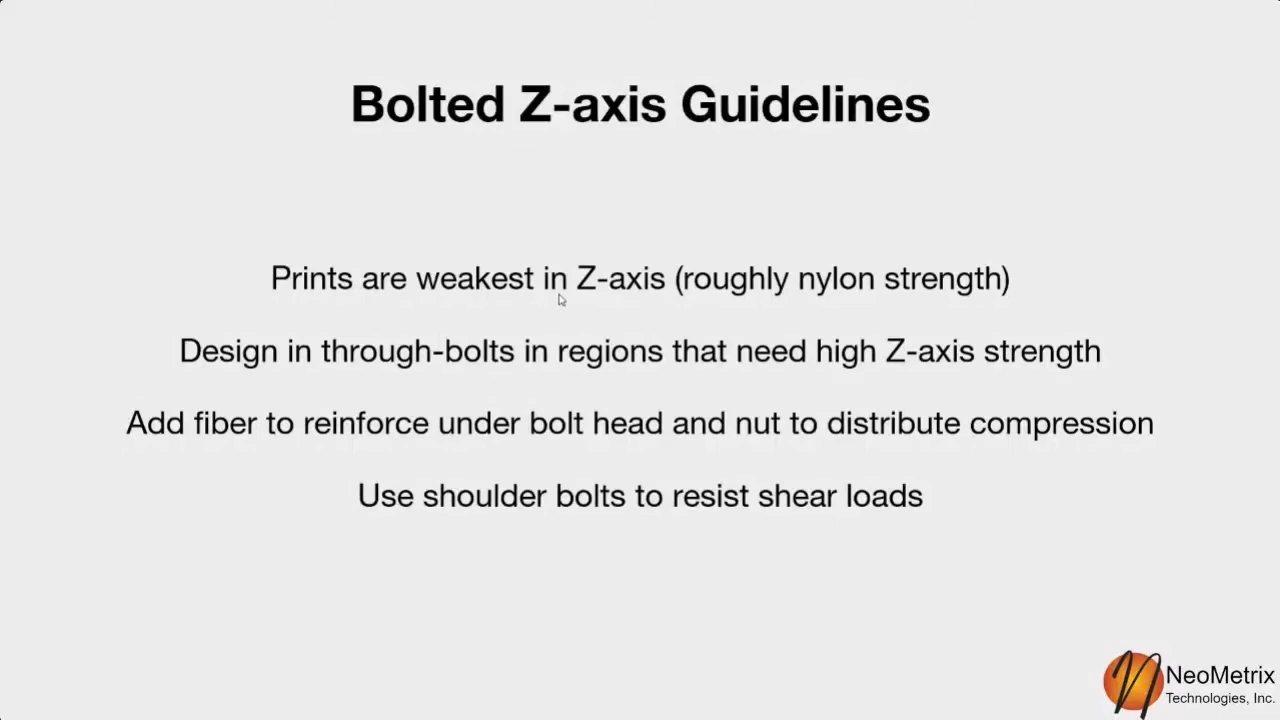 Bolted Z-axis Guidelines
Prints are weakest in Z-axis (roughly nylon strength)
Design in through-bolts in regions that need high Z-axis strength
Add fiber to reinforce under bolt head and nut to distribute compression
Use shoulder bolts to resist shear loads
NeoMetrix
Technologies, Inc.